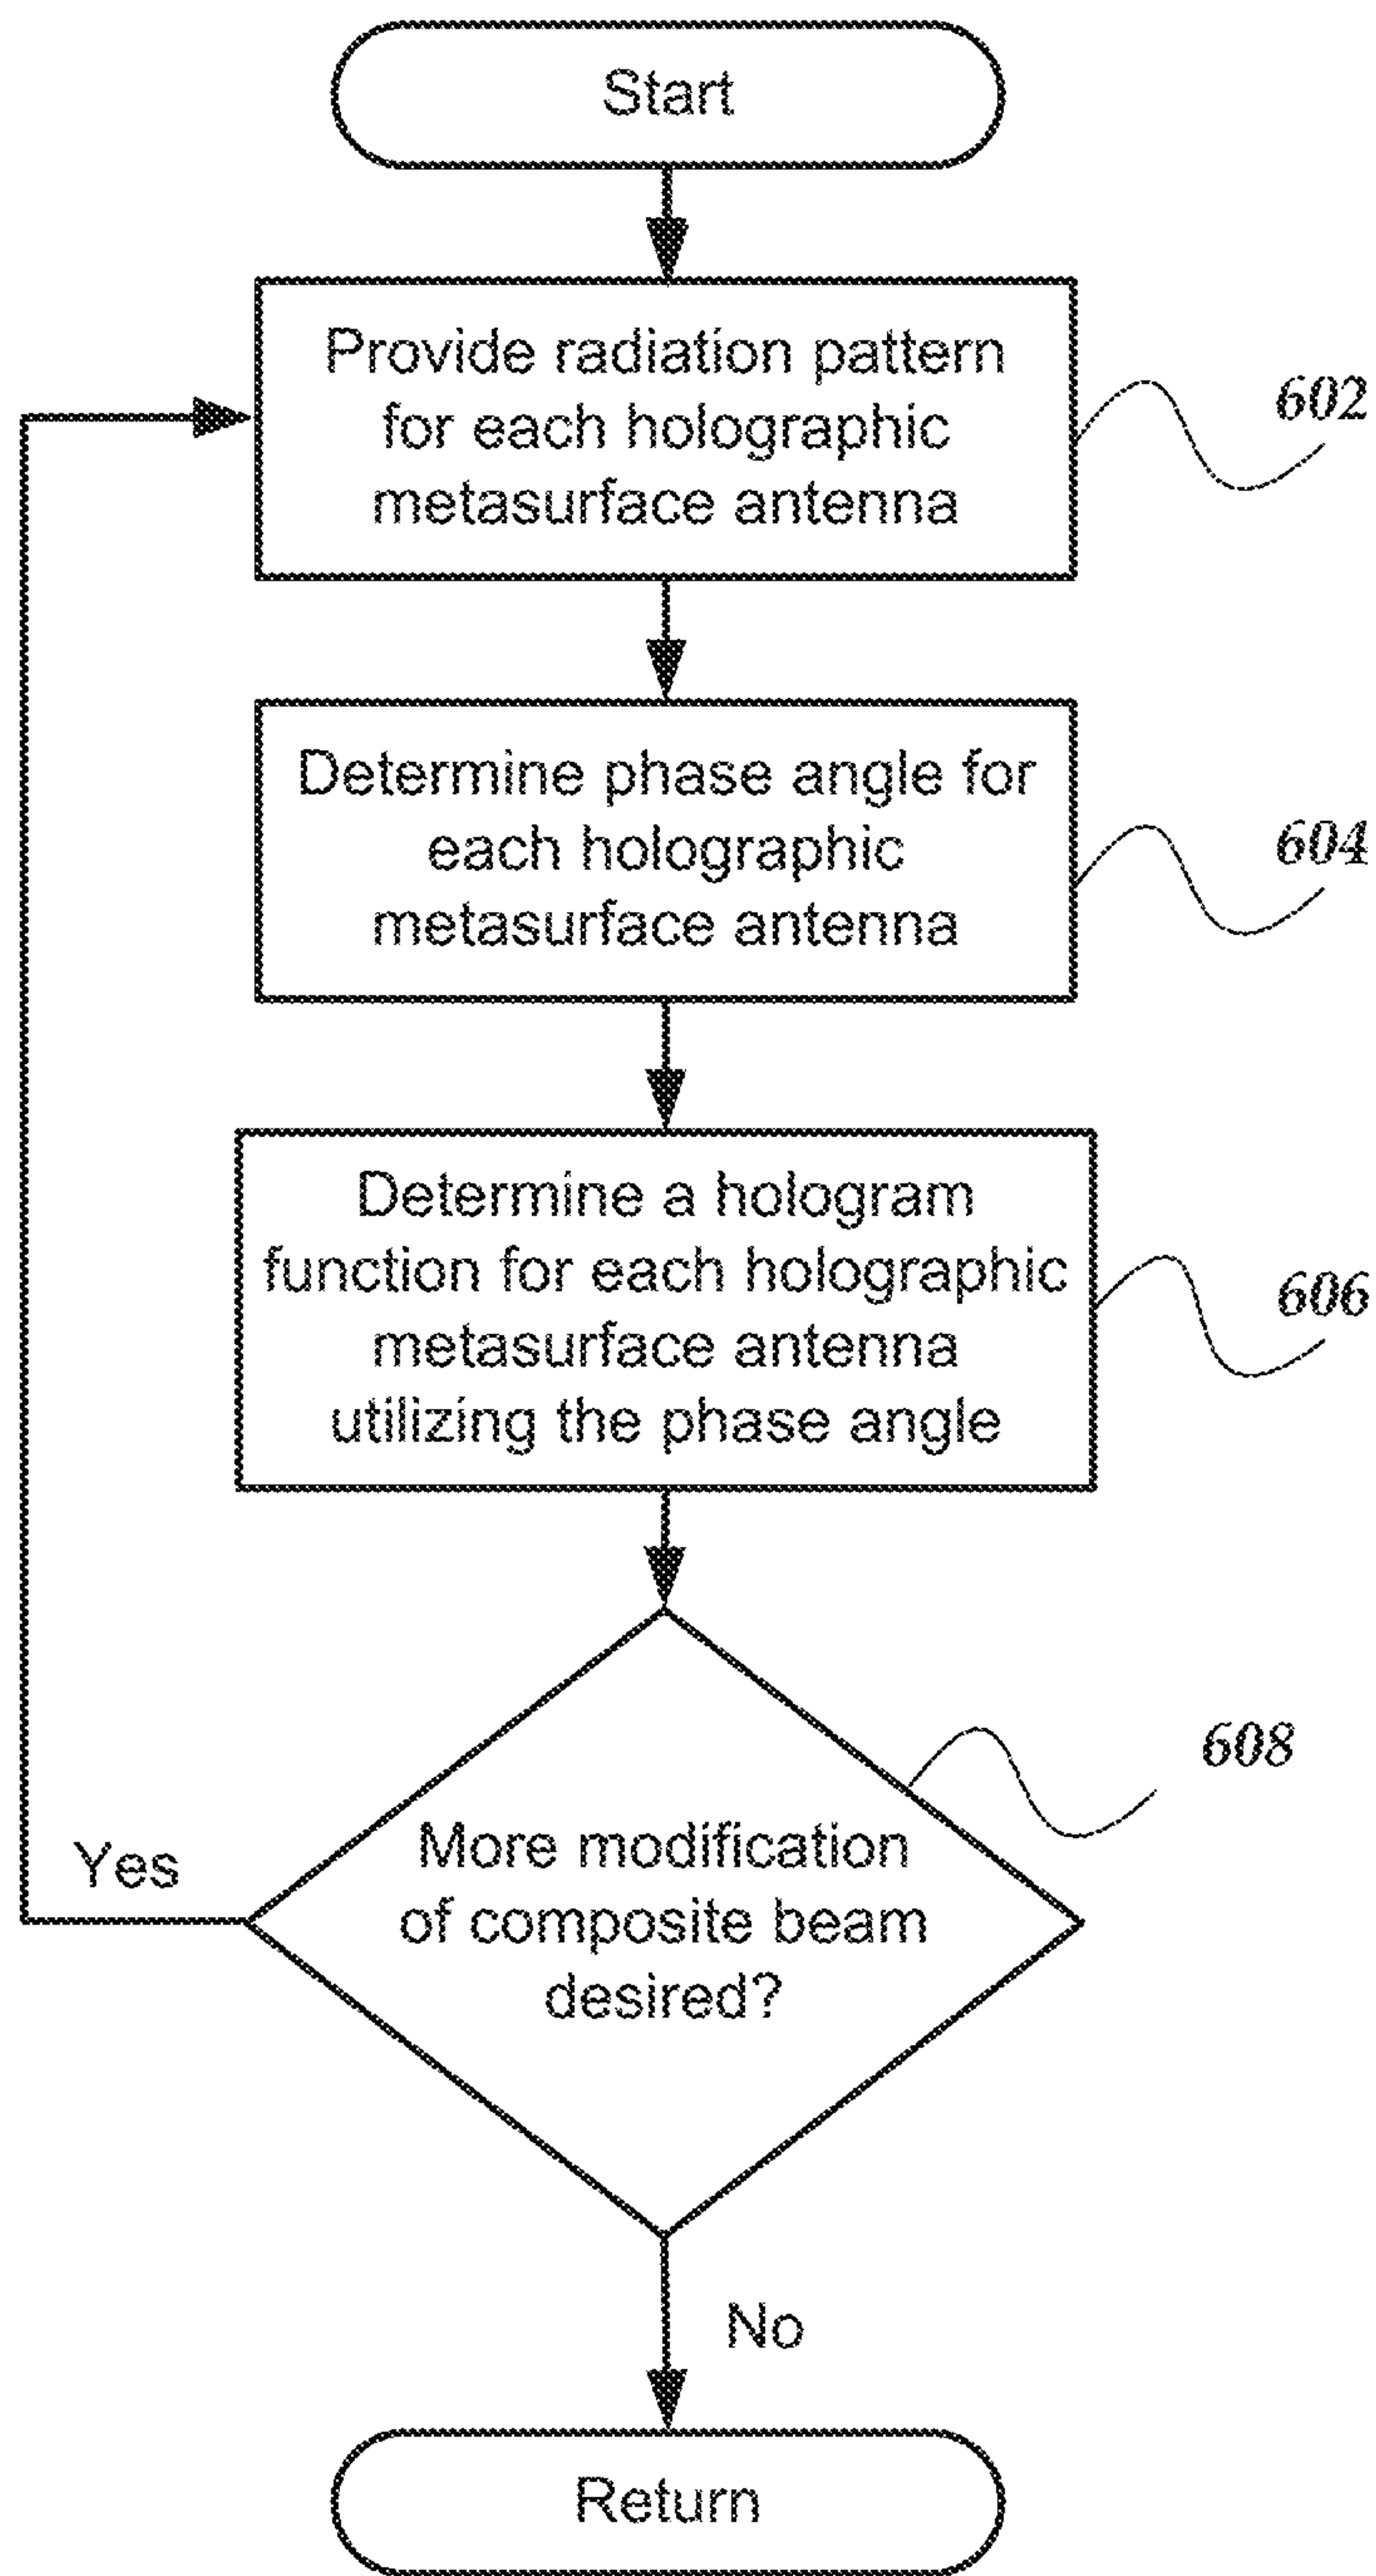 Start
Provide radiation pattern
for each holographic
metasurface antenna
602
Determine phase angle for
each holographic
metasurface antenna
604
Determine a hologram
function for each holographic
metasurface antenna
utilizing the phase angle
606
608
More modification
of composite beam
desired?
Yes
No
Return